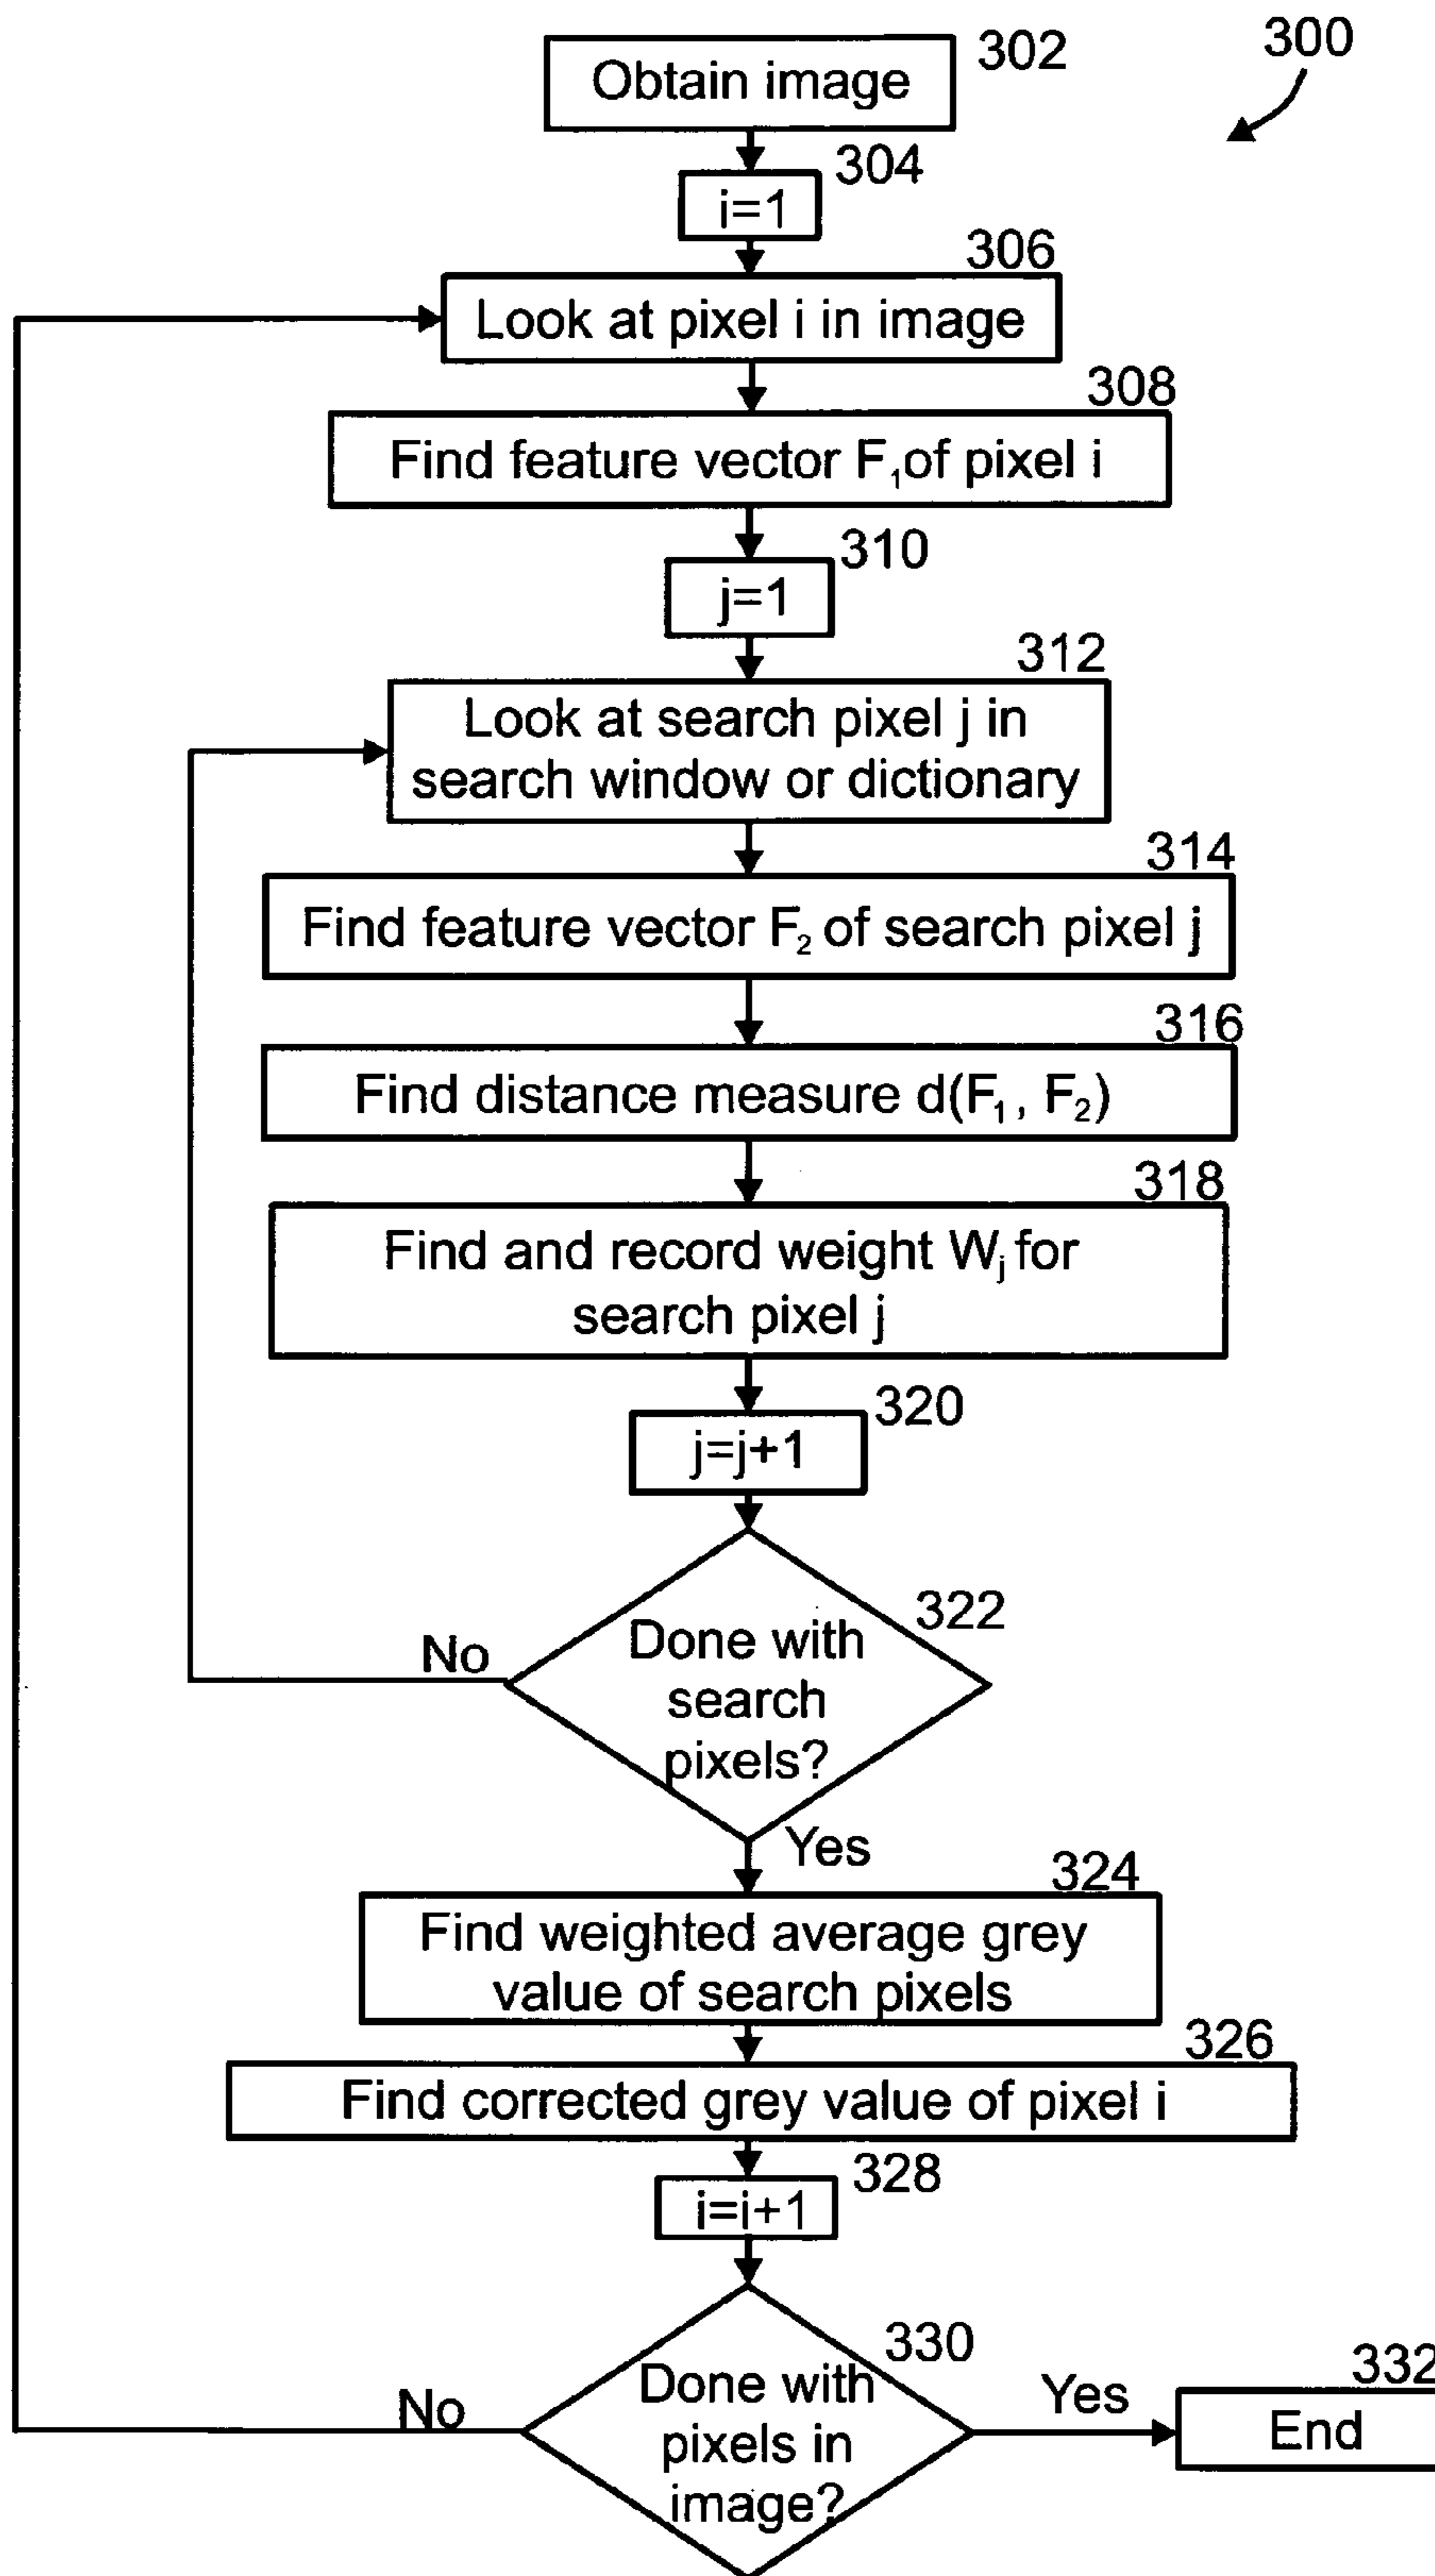 300
302
Obtain image
304
i=1
306
Look at pixel i in image
308
Find feature vector F₁of pixel i
310
j=1
312
Look at search pixel j in
search window or dictionary
314
Find feature vector F₂ of search pixel j
316
Find distance measure d(F₁, F₂)
318
Find and record weight Wⱼ for
search pixel j
320
j=j+1
322
Done with
search
pixels?
No
Yes
324
Find weighted average grey
value of search pixels
326
Find corrected grey value of pixel i
328
i=i+1
330
Done with
pixels in
image?
No
Yes
332
End